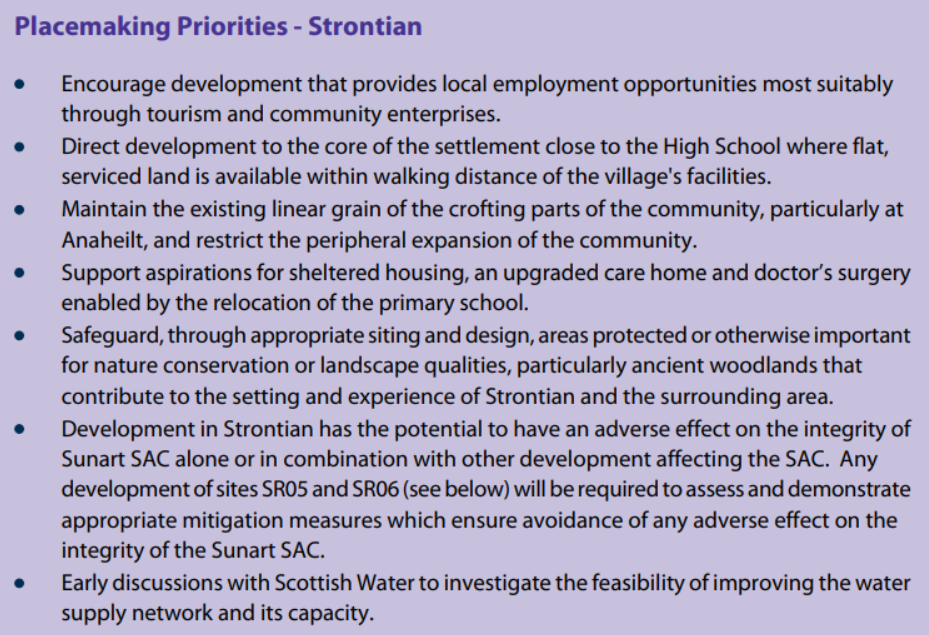 Placemaking Priorities - Strontian
• Encourage development that provides local employment opportunities most suitably
through tourism and community enterprises.
• Direct development to the core of the settlement close to the High School where flat,
serviced land is available within walking distance of the village's facilities.
• Maintain the existing linear grain of the crofting parts of the community, particularly at
Anaheilt, and restrict the peripheral expansion of the community.
• Support aspirations for sheltered housing, an upgraded care home and doctor’s surgery
enabled by the relocation of the primary school.
• Safeguard, through appropriate siting and design, areas protected or otherwise important
for nature conservation or landscape qualities, particularly ancient woodlands that
contribute to the setting and experience of Strontian and the surrounding area.
• Development in Strontian has the potential to have an adverse effect on the integrity of
Sunart SAC alone or in combination with other development affecting the SAC. Any
development of sites SR05 and SR06 (see below) will be required to assess and demonstrate
appropriate mitigation measures which ensure avoidance of any adverse effect on the
integrity of the Sunart SAC.
• Early discussions with Scottish Water to investigate the feasibility of improving the water
supply network and its capacity.